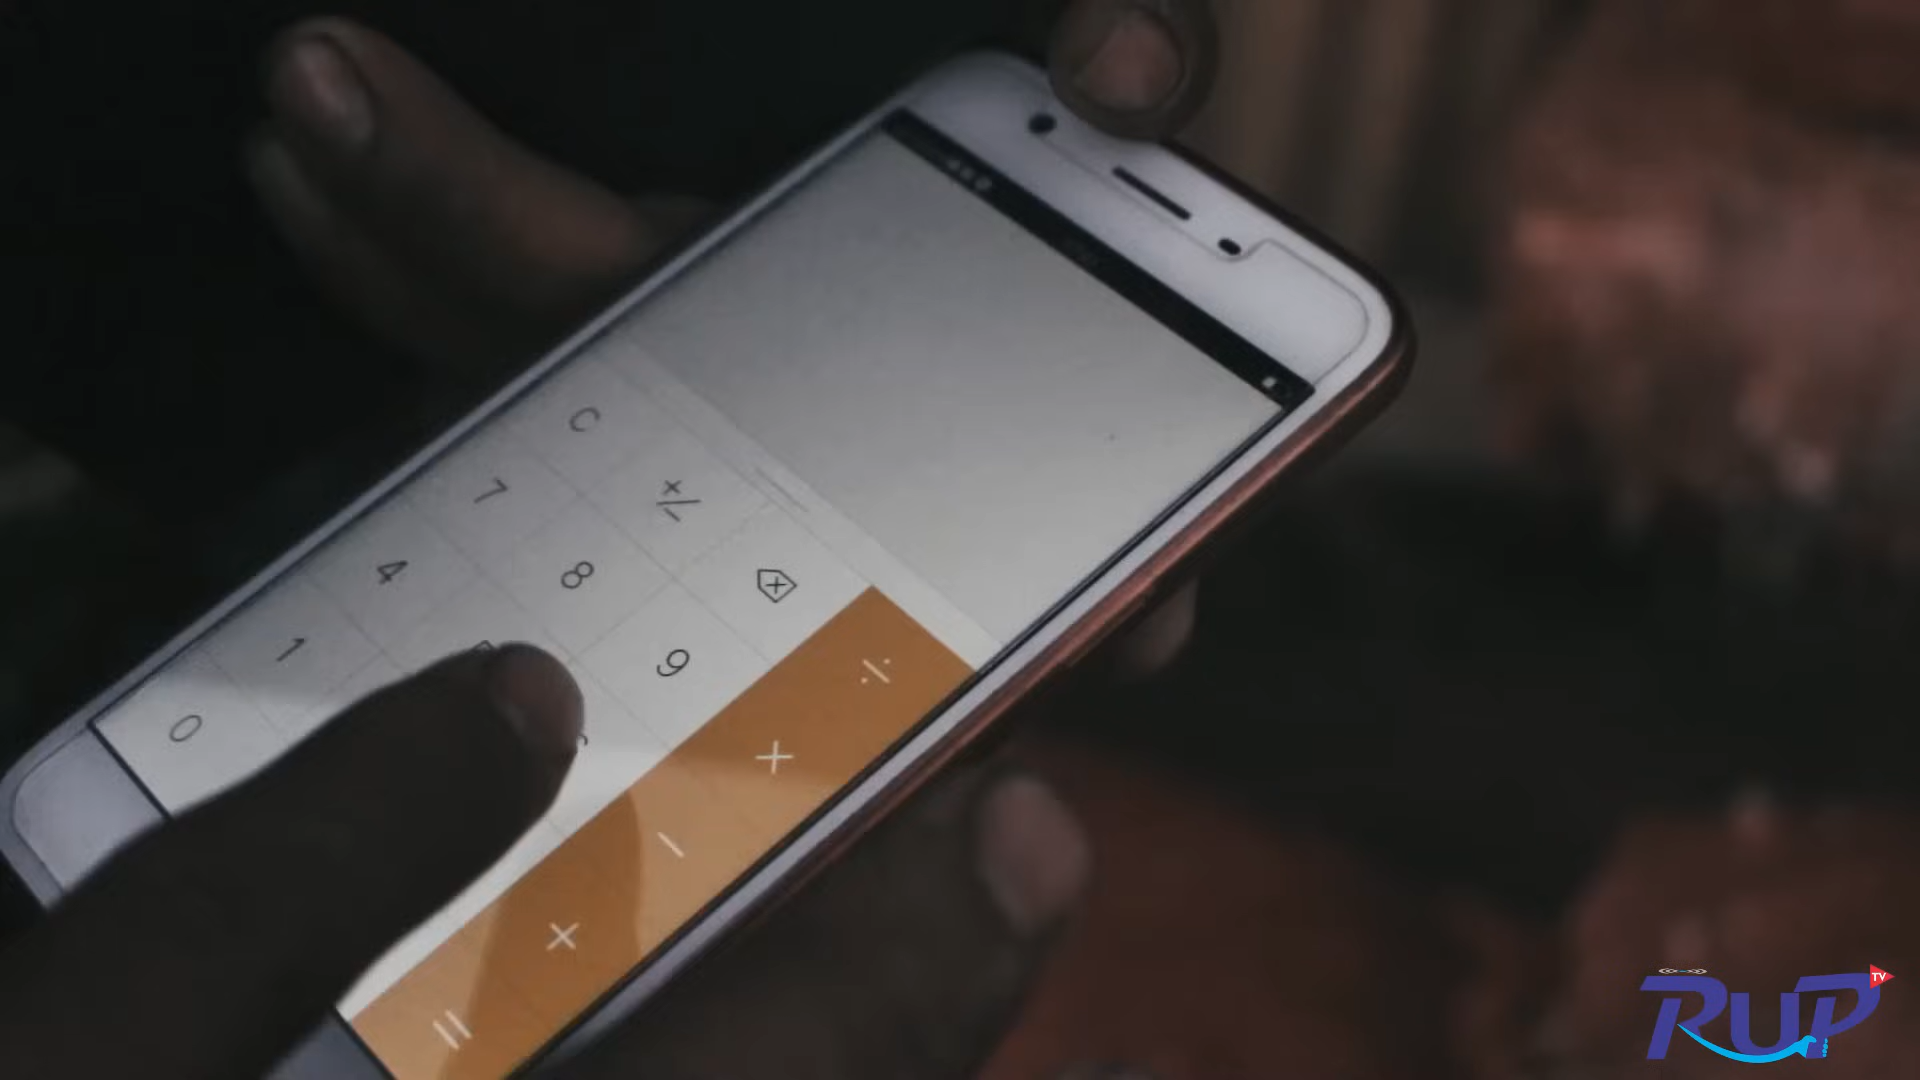 C +/-
7 8 9 ÷
4 ×
1 -
0 +
=
RUP TV